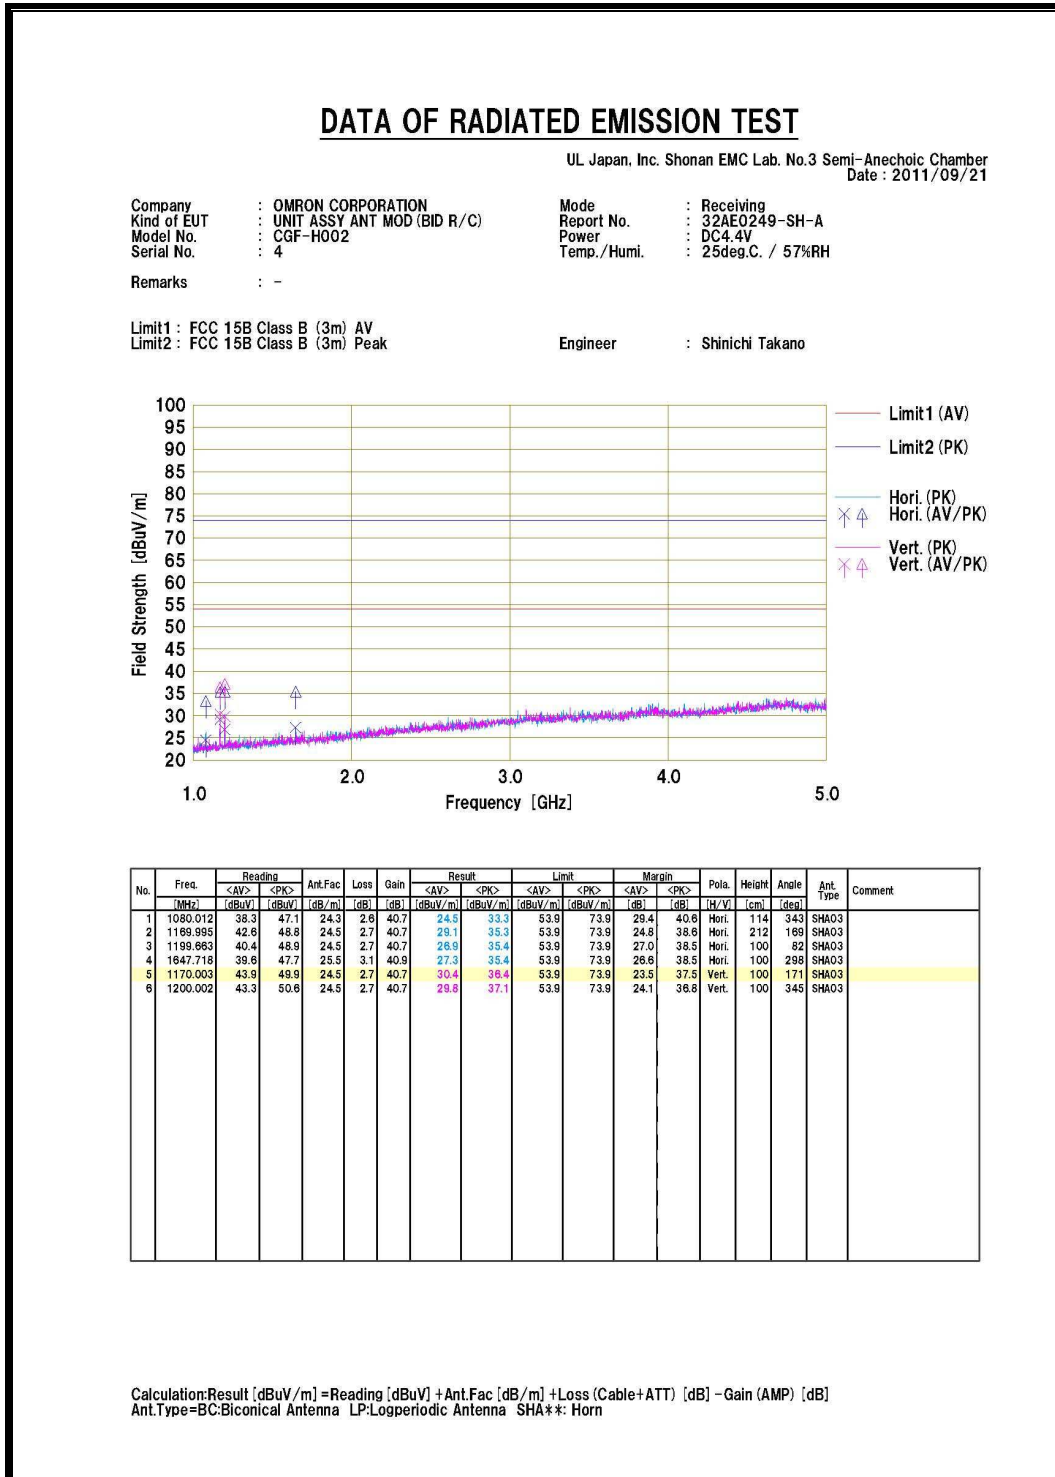 DATA OF RADIATED EMISSION TEST
UL Japan, Inc. Shonan EMC Lab. No.3 Semi-Anechoic Chamber
Date : 2011/09/21
Company : OMRON CORPORATION Mode : Receiving
Kind of EUT : UNIT ASSY ANT MOD (BID R/C) Report No. : 32AE0249-SH-A
Model No. : CGF-H002 Power : DC4.4V
Serial No. : 4 Temp./Humi. : 25deg.C. / 57%RH
Remarks : -
Limit1 : FCC 15B Class B (3m) AV
Limit2 : FCC 15B Class B (3m) Peak Engineer : Shinichi Takano
Field Strength [dBuV/m]
100
95
90
85
80
75
70
65
60
55
50
45
40
35
30
25
20
1.0 2.0 3.0 4.0 5.0
Frequency [GHz]
Limit1 (AV)
Limit2 (PK)
Hori. (PK)
Hori. (AV/PK)
Vert. (PK)
Vert. (AV/PK)
No. Freq. Reading Ant.Fac Loss Gain Result Limit Margin Pola. Height Angle Ant. Type Comment
<AV> <PK> <AV> <PK> <AV> <PK> <AV> <PK>
[MHz] [dBuV] [dBuV] [dB/m] [dB] [dB] [dBuV/m] [dBuV/m] [dBuV/m] [dBuV/m] [dB] [dB] [H/V] [cm] [deg]
1 1080.012 38.3 47.1 24.3 2.6 40.7 24.5 33.3 53.9 73.9 29.4 40.6 Hori. 114 343 SHA03
2 1169.995 42.6 48.8 24.5 2.7 40.7 29.1 35.3 53.9 73.9 24.8 38.6 Hori. 212 169 SHA03
3 1199.663 40.4 48.9 24.5 2.7 40.7 26.9 35.4 53.9 73.9 27.0 38.5 Hori. 100 82 SHA03
4 1647.718 39.6 47.7 25.5 3.1 40.9 27.3 35.4 53.9 73.9 26.6 38.5 Hori. 100 298 SHA03
5 1170.003 43.9 49.9 24.5 2.7 40.7 30.4 36.4 53.9 73.9 23.5 37.5 Vert. 100 171 SHA03
6 1200.002 43.3 50.6 24.5 2.7 40.7 29.8 37.1 53.9 73.9 24.1 36.8 Vert. 100 345 SHA03
Calculation:Result [dBuV/m] =Reading [dBuV] +Ant.Fac [dB/m] +Loss (Cable+ATT) [dB] -Gain (AMP) [dB]
Ant.Type=BC:Biconical Antenna LP:Logperiodic Antenna SHA**: Horn